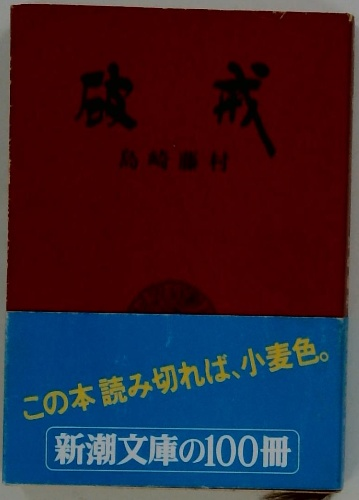 破戒
島崎藤村
この本読み切れば、小麦色。
新潮文庫の100冊